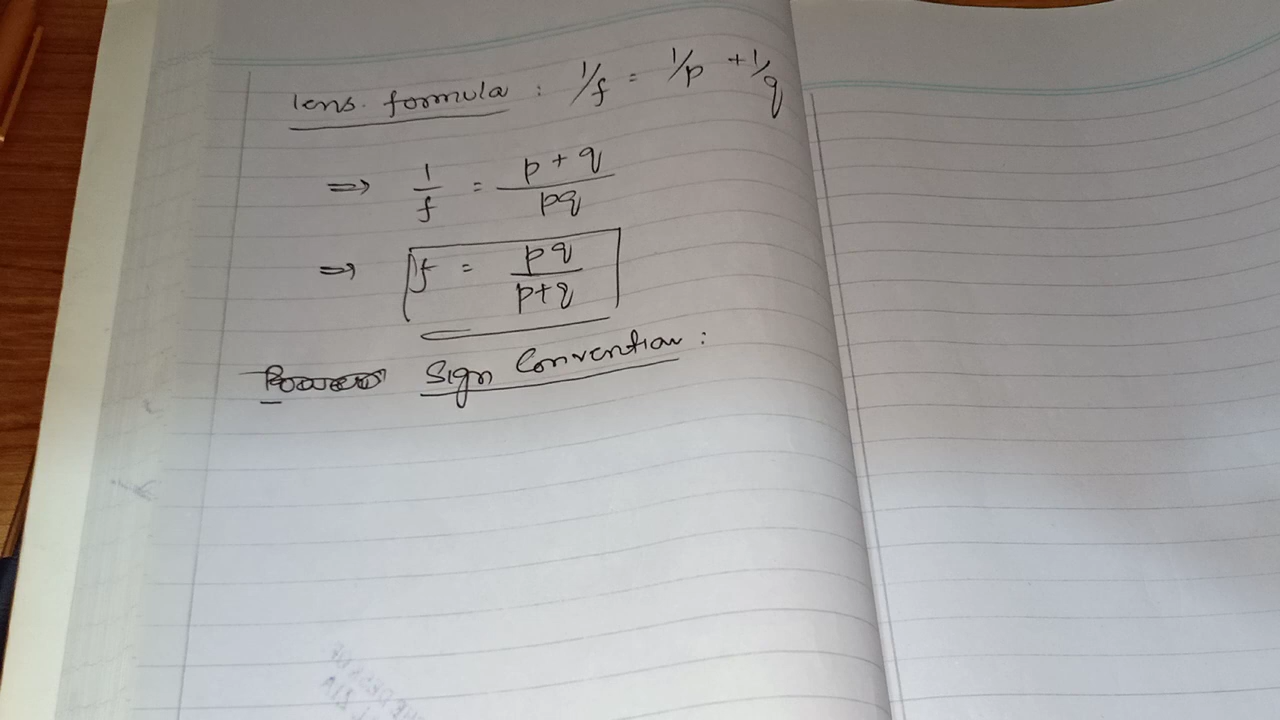 lens. formula : 1/f = 1/p + 1/q
⇒ 1/f = p + q/pq
⇒ f = pq/p+q
Sign Convention :